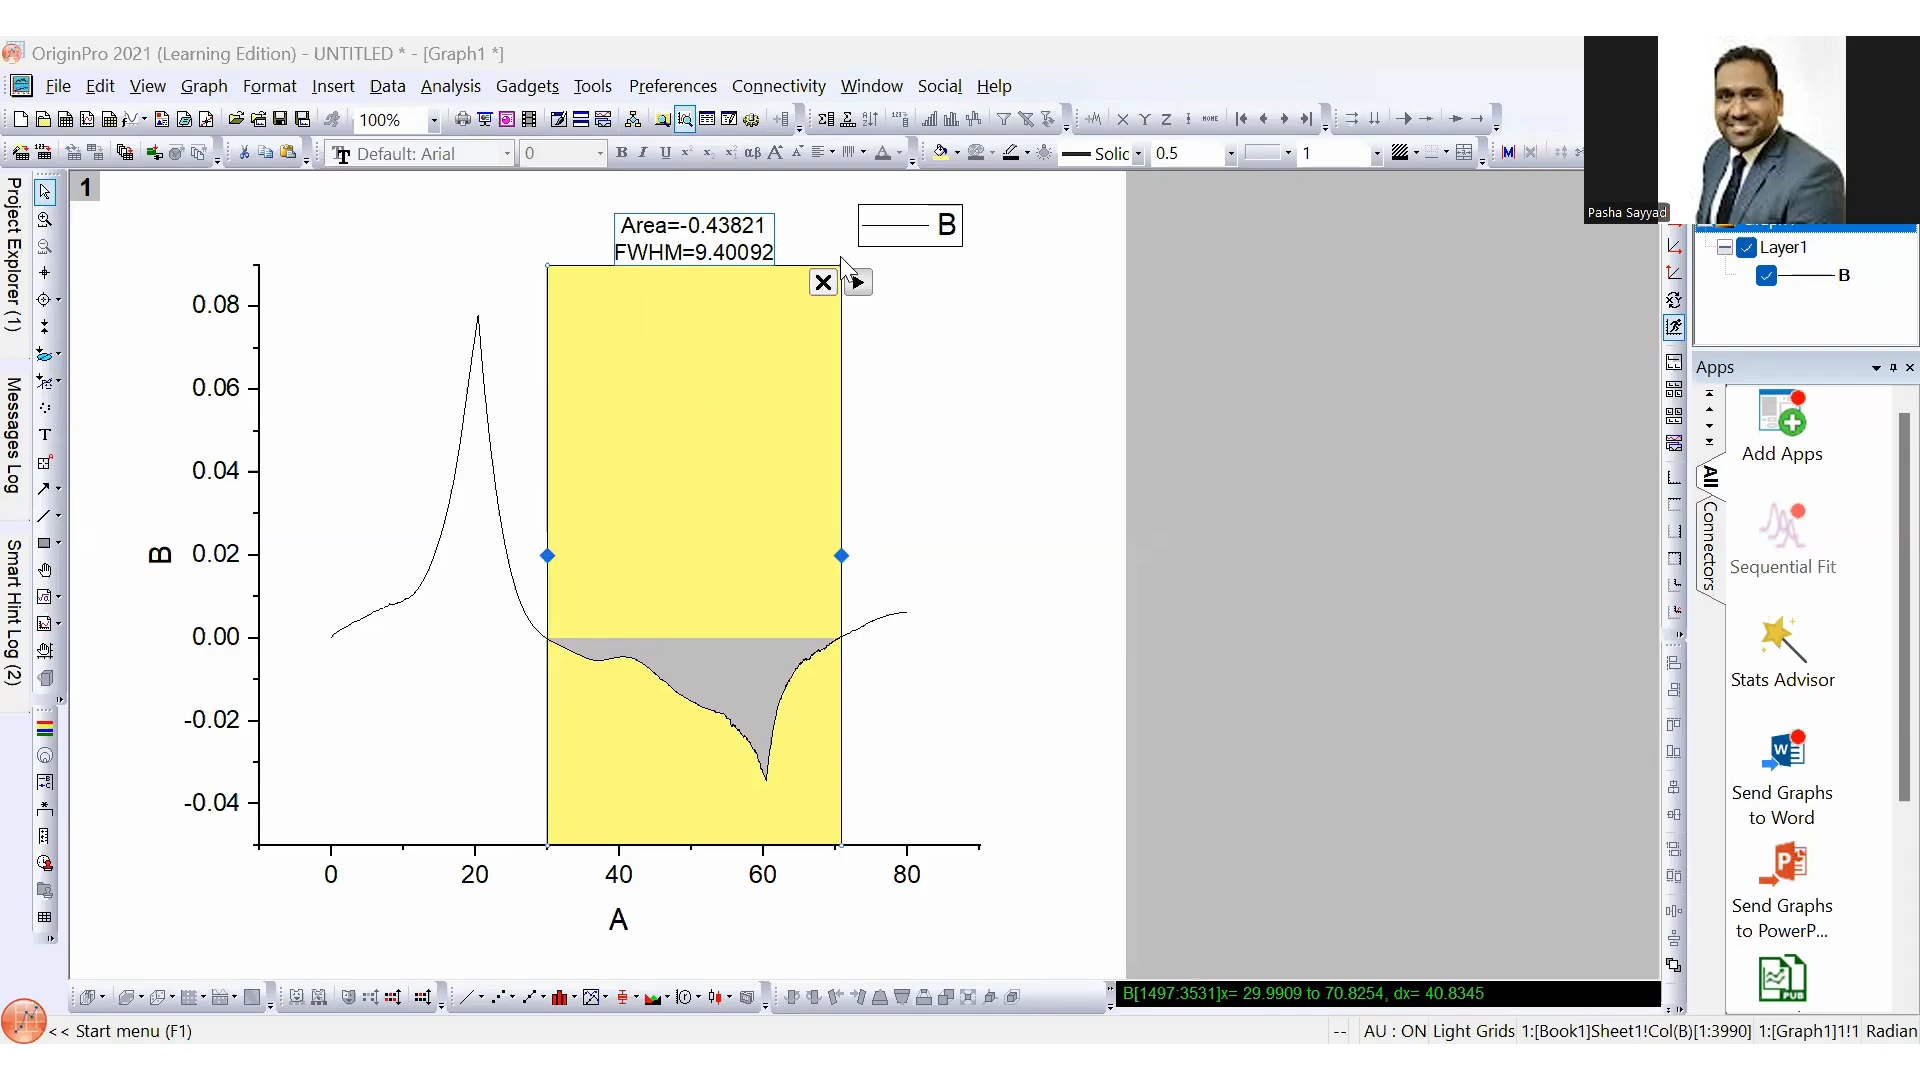 OriginPro 2021 (Learning Edition) - UNTITLED * - [Graph1 *]
File Edit View Graph Format Insert Data Analysis Gadgets Tools Preferences Connectivity Window Social Help
100%
Default: Arial 0 B I U Solic 0.5 1
Pasha Sayyad
Project Explorer (1)
Messages Log
Smart Hint Log (2)
1
Area=-0.43821
FWHM=9.40092
B
0.08
0.06
0.04
0.02
0.00
-0.02
-0.04
B
0 20 40 60 80
A
Layer1
B
Apps
All
Connectors
Add Apps
Sequential Fit
Stats Advisor
Send Graphs
to Word
Send Graphs
to PowerP...
PUB
B[1497:3531]x= 29.9909 to 70.8254, dx= 40.8345
<< Start menu (F1)
-- AU : ON Light Grids 1:[Book1]Sheet1!Col(B)[1:3990] 1:[Graph1]1!1 Radian